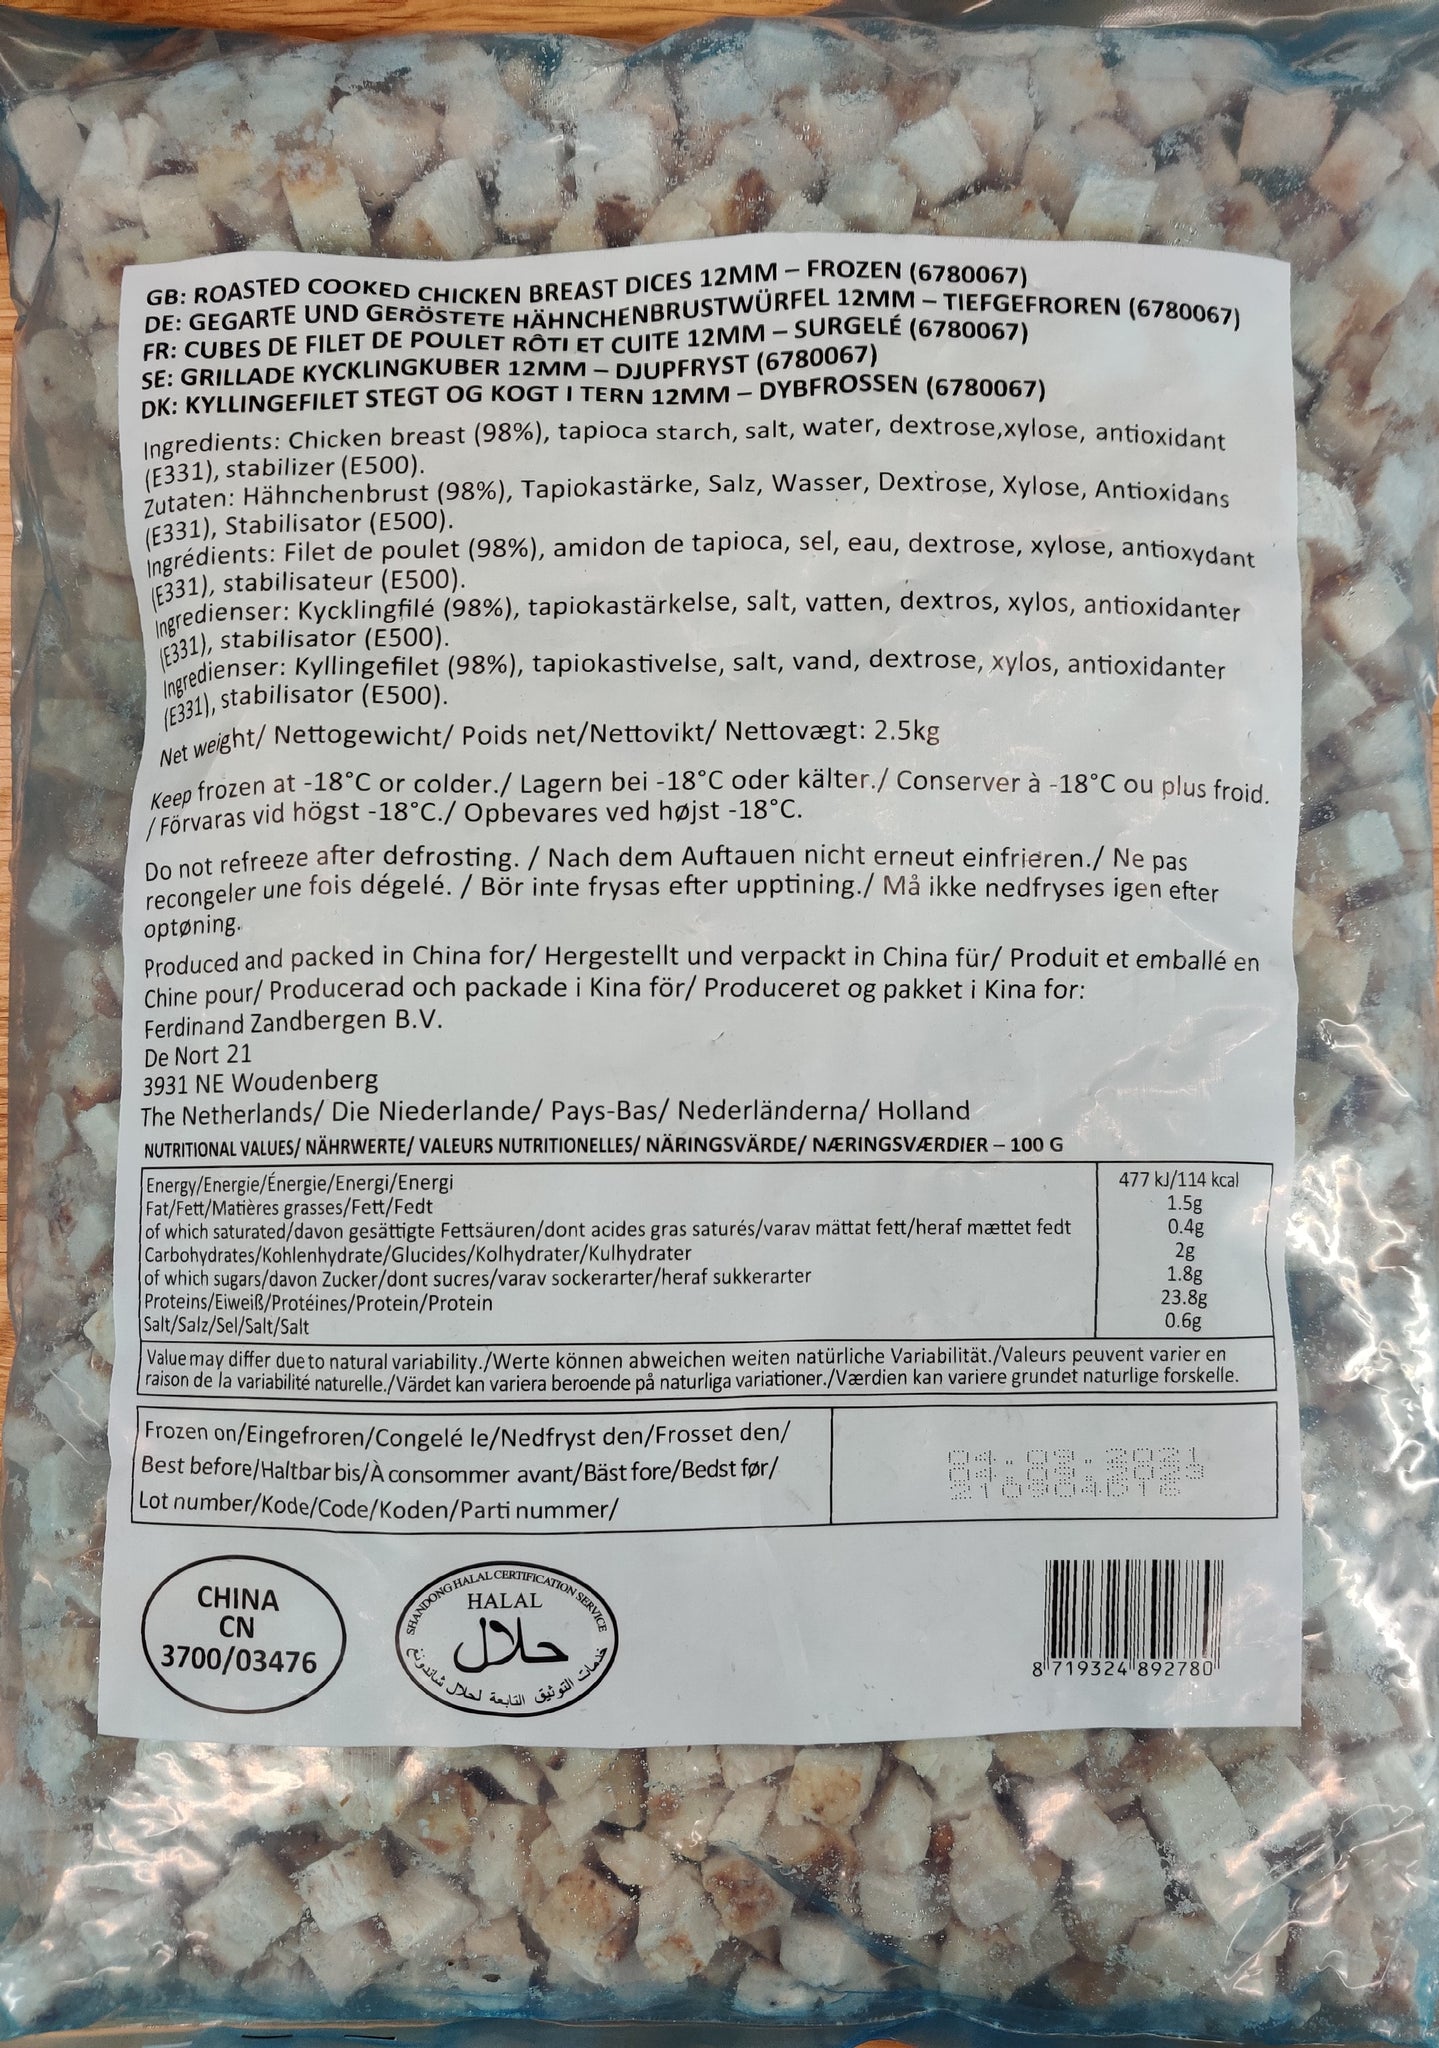 GB: ROASTED COOKED CHICKEN BREAST DICES 12MM – FROZEN (6780067)
DE: GEGARTE UND GERÖSTETE HÄHNCHENBRUSTWÜRFEL 12MM – TIEFGEFROREN (6780067)
FR: CUBES DE FILET DE POULET RÔTI ET CUITE 12MM – SURGELÉ (6780067)
SE: GRILLADE KYCKLINGKUBER 12MM – DJUPFRYST (6780067)
DK: KYLLINGEFILET STEGT OG KOGT I TERN 12MM – DYBFROSSEN (6780067)
Ingredients: Chicken breast (98%), tapioca starch, salt, water, dextrose,xylose, antioxidant
(E331), stabilizer (E500).
Zutaten: Hähnchenbrust (98%), Tapiokastärke, Salz, Wasser, Dextrose, Xylose, Antioxidans
(E331), Stabilisator (E500).
Ingrédients: Filet de poulet (98%), amidon de tapioca, sel, eau, dextrose, xylose, antioxydant
(E331), stabilisateur (E500).
Ingredienser: Kycklingfilé (98%), tapiokastärkelse, salt, vatten, dextros, xylos, antioxidanter
(E331), stabilisator (E500).
Ingredienser: Kyllingefilet (98%), tapiokastivelse, salt, vand, dextrose, xylos, antioxidanter
(E331), stabilisator (E500).
Net weight/ Nettogewicht/ Poids net/Nettovikt/ Nettovægt: 2.5kg
Keep frozen at -18°C or colder./ Lagern bei -18°C oder kälter./ Conserver à -18°C ou plus froid.
/ Förvaras vid högst -18°C./ Opbevares ved højst -18°C.
Do not refreeze after defrosting. / Nach dem Auftauen nicht erneut einfrieren./ Ne pas
recongeler une fois dégelé. / Bör inte frysas efter upptining./ Må ikke nedfryses igen efter
optøning.
Produced and packed in China for/ Hergestellt und verpackt in China für/ Produit et emballé en
Chine pour/ Producerad och packade i Kina för/ Produceret og pakket i Kina for:
Ferdinand Zandbergen B.V.
De Nort 21
3931 NE Woudenberg
The Netherlands/ Die Niederlande/ Pays-Bas/ Nederländerna/ Holland
NUTRITIONAL VALUES/ NÄHRWERTE/ VALEURS NUTRITIONELLES/ NÄRINGSVÄRDE/ NÆRINGSVÆRDIER – 100 G
Energy/Energie/Énergie/Energi/Energi 477 kJ/114 kcal
Fat/Fett/Matières grasses/Fett/Fedt 1.5g
of which saturated/davon gesättigte Fettsäuren/dont acides gras saturés/varav mättat fett/heraf mættet fedt 0.4g
Carbohydrates/Kohlenhydrate/Glucides/Kolhydrater/Kulhydrater 2g
of which sugars/davon Zucker/dont sucres/varav sockerarter/heraf sukkerarter 1.8g
Proteins/Eiweiß/Protéines/Protein/Protein 23.8g
Salt/Salz/Sel/Salt/Salt 0.6g
Value may differ due to natural variability./Werte können abweichen weiten natürliche Variabilität./Valeurs peuvent varier en
raison de la variabilité naturelle./Värdet kan variera beroende på naturliga variationer./Værdien kan variere grundet naturlige forskelle.
Frozen on/Eingefroren/Congelé le/Nedfryst den/Frosset den/
Best before/Haltbar bis/À consommer avant/Bäst fore/Bedst før/
Lot number/Kode/Code/Koden/Parti nummer/
CHINA
CN
3700/03476
SHANDONG HALAL CERTIFICATION SERVICE
HALAL
حلال
خدمات التوثيق التابعة لحلال شاندونغ
8 719324 892780